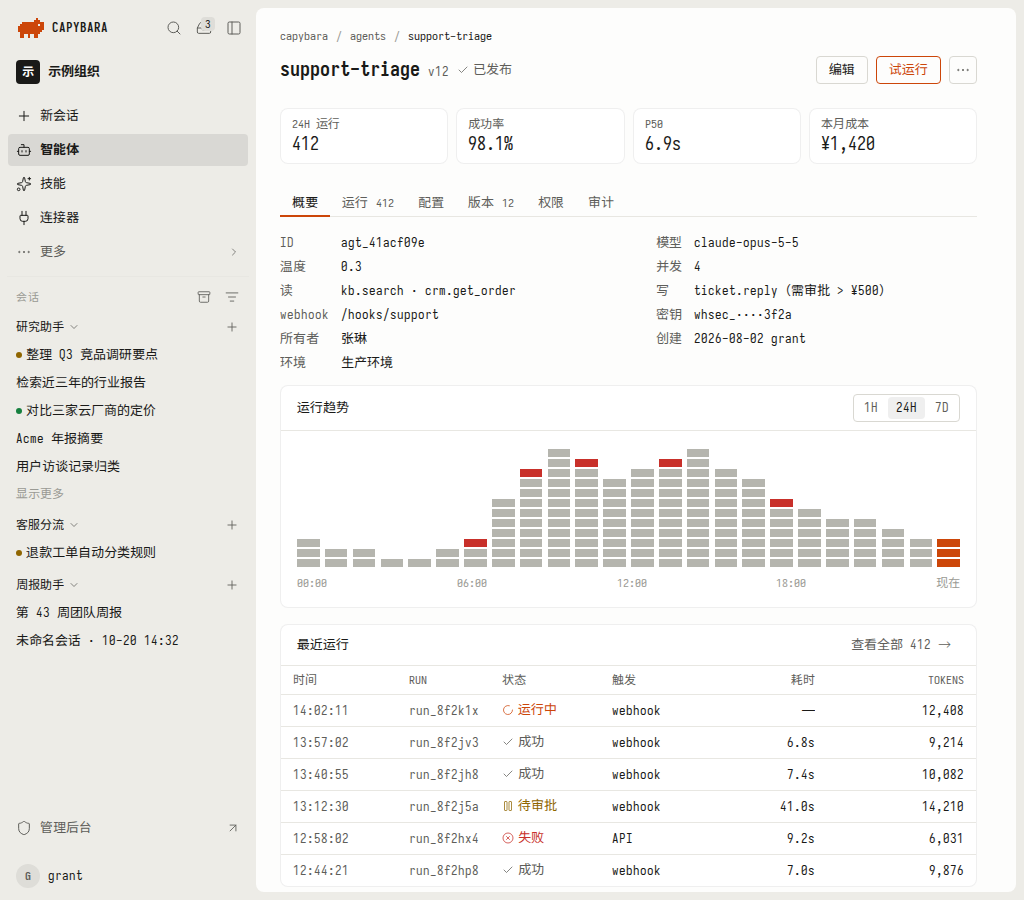 CAPYBARA
3
示 示例组织
新会话
智能体
技能
连接器
更多
会话
研究助手
整理 Q3 竞品调研要点
检索近三年的行业报告
对比三家云厂商的定价
Acme 年报摘要
用户访谈记录归类
显示更多
客服分流
退款工单自动分类规则
周报助手
第 43 周团队周报
未命名会话 · 10-20 14:32
管理后台
G grant
capybara / agents / support-triage
support-triage v12 已发布
编辑 试运行 ···
24H 运行 成功率 P50 本月成本
412 98.1% 6.9s ¥1,420
概要 运行 412 配置 版本 12 权限 审计
ID agt_41acf09e 模型 claude-opus-5-5
温度 0.3 并发 4
读 kb.search · crm.get_order 写 ticket.reply (需审批 > ¥500)
webhook /hooks/support 密钥 whsec_····3f2a
所有者 张琳 创建 2026-08-02 grant
环境 生产环境
运行趋势 1H 24H 7D
00:00 06:00 12:00 18:00 现在
最近运行 查看全部 412 →
时间 RUN 状态 触发 耗时 TOKENS
14:02:11 run_8f2k1x 运行中 webhook — 12,408
13:57:02 run_8f2jv3 成功 webhook 6.8s 9,214
13:40:55 run_8f2jh8 成功 webhook 7.4s 10,082
13:12:30 run_8f2j5a 待审批 webhook 41.0s 14,210
12:58:02 run_8f2hx4 失败 API 9.2s 6,031
12:44:21 run_8f2hp8 成功 webhook 7.0s 9,876